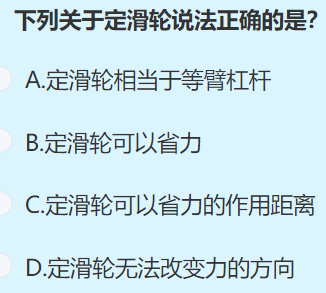 下列关于定滑轮说法正确的是?
A.定滑轮相当于等臂杠杆
B.定滑轮可以省力
C.定滑轮可以省力的作用距离
D.定滑轮无法改变力的方向